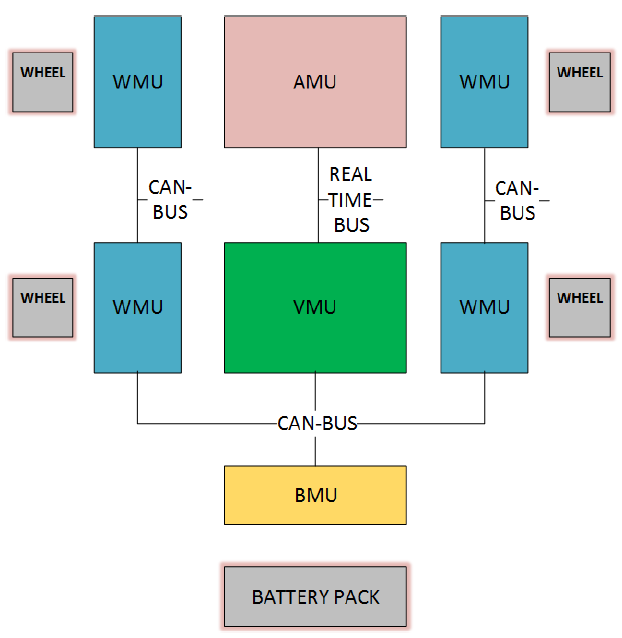 WHEEL
WMU
AMU
WMU
WHEEL
CAN-
BUS
REAL
TIME
BUS
CAN-
BUS
WHEEL
WMU
VMU
WMU
WHEEL
CAN-BUS
BMU
BATTERY PACK